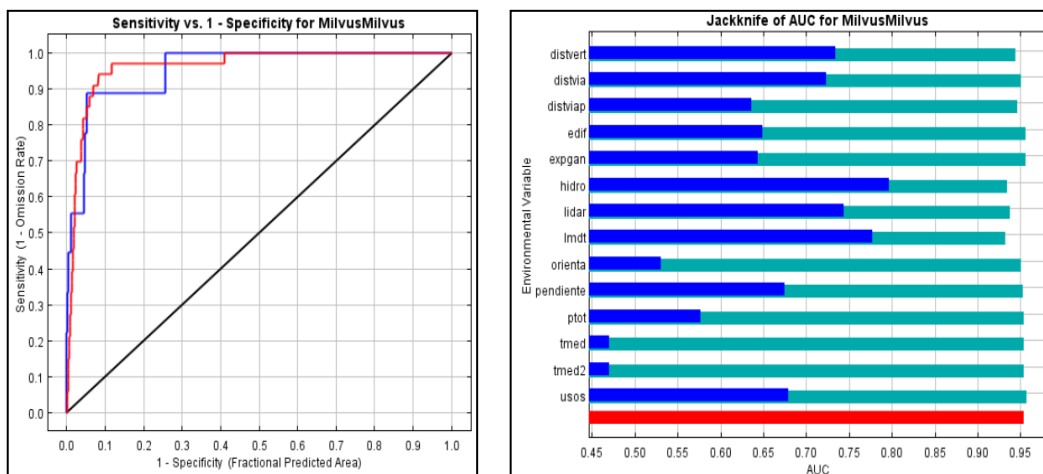 Sensitivity vs. 1 - Specificity for MilvusMilvus
Sensitivity (1 - Omission Rate)
1.0
0.9
0.8
0.7
0.6
0.5
0.4
0.3
0.2
0.1
0.0
0.0 0.1 0.2 0.3 0.4 0.5 0.6 0.7 0.8 0.9 1.0
1 - Specificity (Fractional Predicted Area)
Jackknife of AUC for MilvusMilvus
Environmental Variable
distvert
distvia
distviap
edif
expgan
hidro
lidar
lmdt
orienta
pendiente
ptot
tmed
tmed2
usos
0.45 0.50 0.55 0.60 0.65 0.70 0.75 0.80 0.85 0.90 0.95
AUC